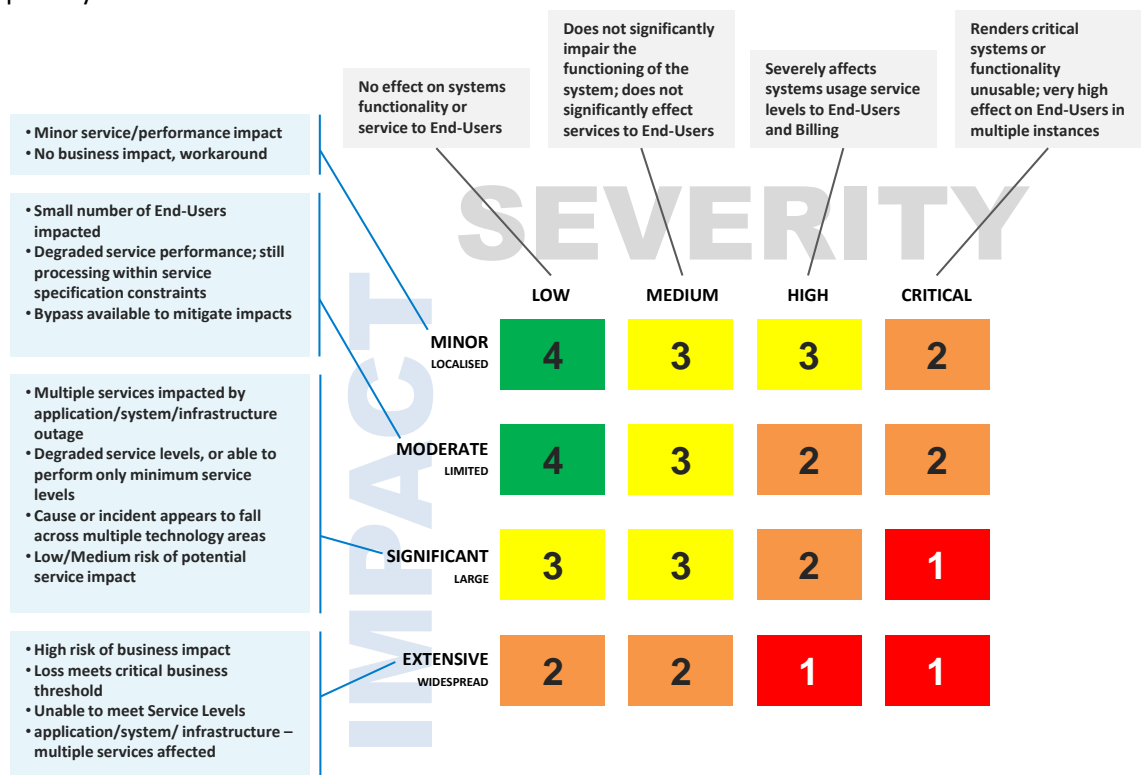 Does not significantly
impair the
functioning of the
system; does not
significantly effect
services to End-Users
Renders critical
systems or
functionality
unusable; very high
effect on End-Users in
multiple instances
No effect on systems
functionality or
service to End-Users
Severely affects
systems usage service
levels to End-Users
and Billing
• Minor service/performance impact
• No business impact, workaround
• Small number of End-Users
impacted
• Degraded service performance; still
processing within service
specification constraints
• Bypass available to mitigate impacts
• Multiple services impacted by
application/system/infrastructure
outage
• Degraded service levels, or able to
perform only minimum service
levels
• Cause or incident appears to fall
across multiple technology areas
• Low/Medium risk of potential
service impact
• High risk of business impact
• Loss meets critical business
threshold
• Unable to meet Service Levels
• application/system/ infrastructure –
multiple services affected
SEVERITY
IMPACT
LOW MEDIUM HIGH CRITICAL
MINOR
LOCALISED
4 3 3 2
MODERATE
LIMITED
4 3 2 2
SIGNIFICANT
LARGE
3 3 2 1
EXTENSIVE
WIDESPREAD
2 2 1 1